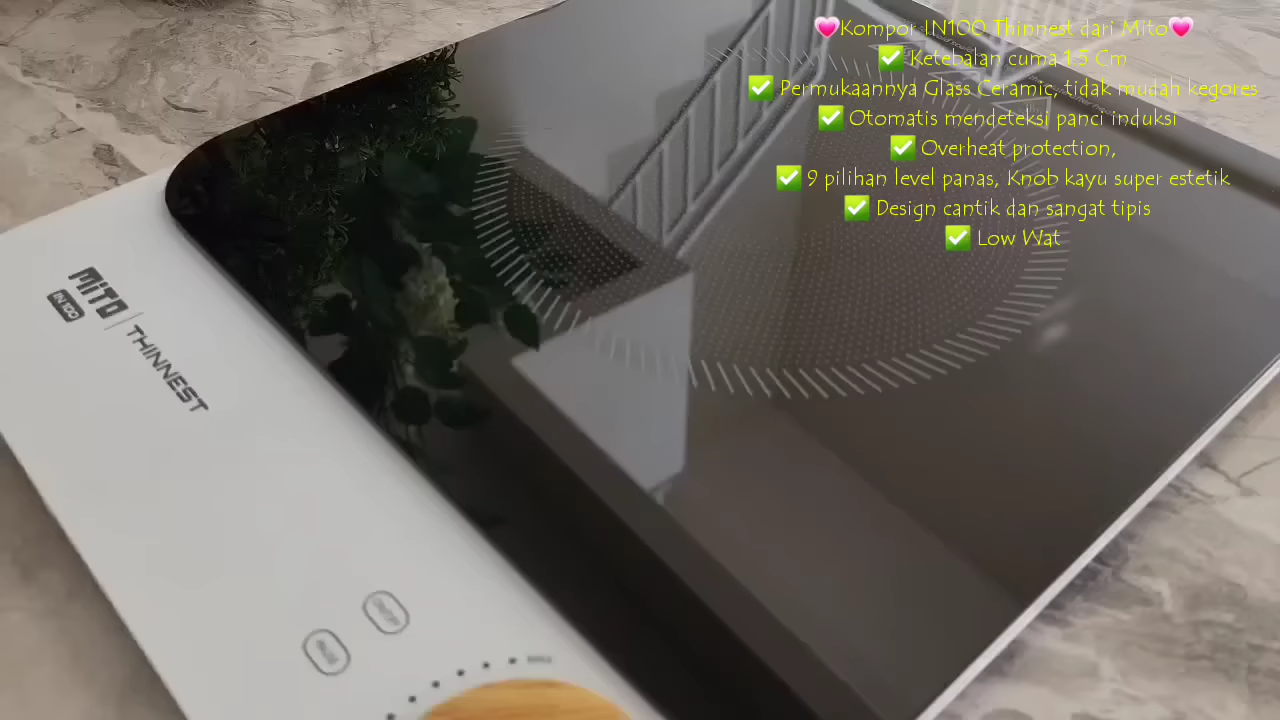 💗Kompor IN100 Thinnest dari Mito💗
✅ Ketebalan cuma 1.5 Cm
✅ Permukaannya Glass Ceramic, tidak mudah kegores
✅ Otomatis mendeteksi panci induksi
✅ Overheat protection,
✅ 9 pilihan level panas, Knob kayu super estetik
✅ Design cantik dan sangat tipis
✅ Low Wat
MITO | THINNEST
IN100